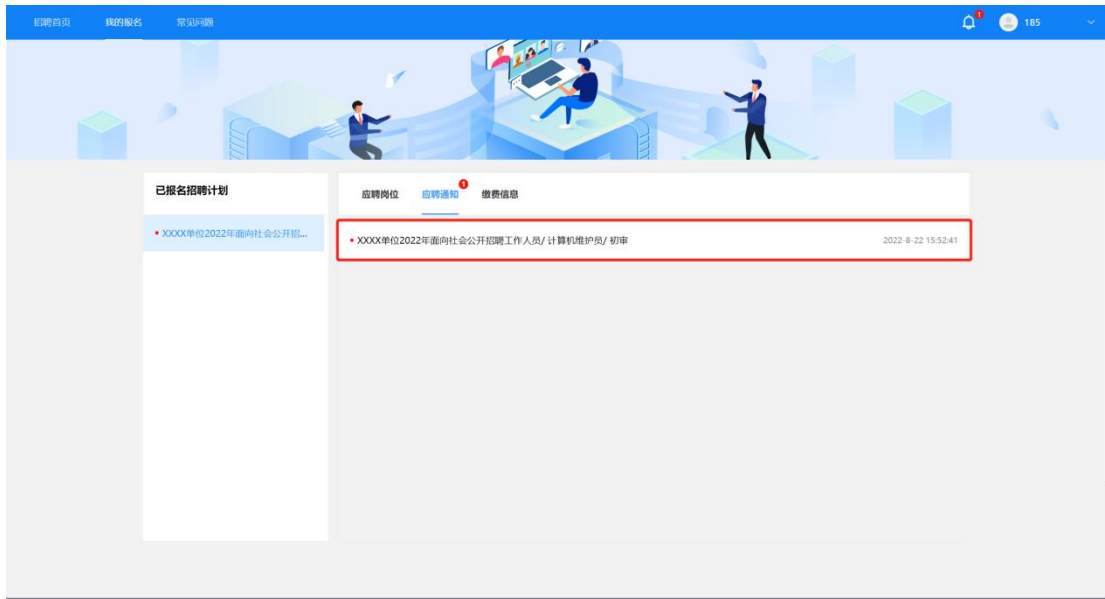 招聘首页 我的报名 常见问题 1 185
已报名招聘计划
应聘岗位 应聘通知 1 缴费信息
XXXX单位2022年面向社会公开招...
XXXX单位2022年面向社会公开招聘工作人员/ 计算机维护员/ 初审 2022-8-22 15:52:41